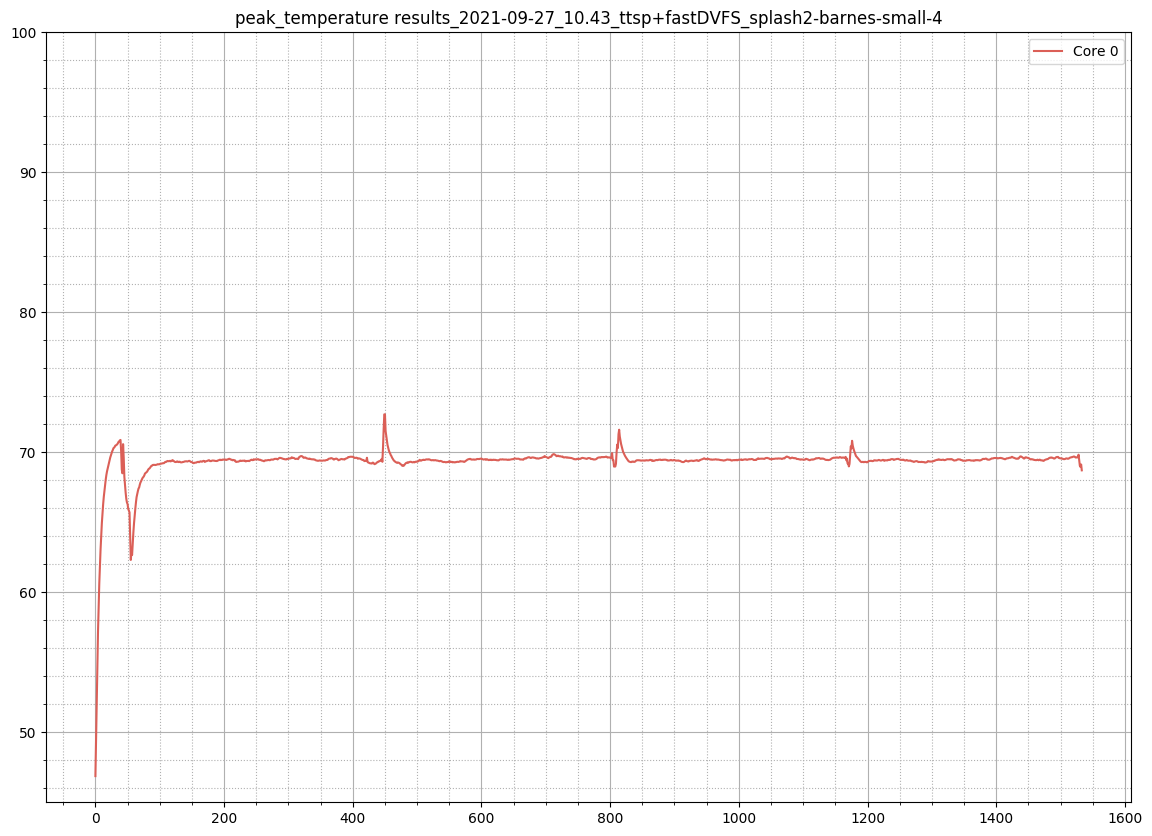 peak_temperature results_2021-09-27_10.43_ttsp+fastDVFS_splash2-barnes-small-4
Core 0
100
90
80
70
60
50
0 200 400 600 800 1000 1200 1400 1600